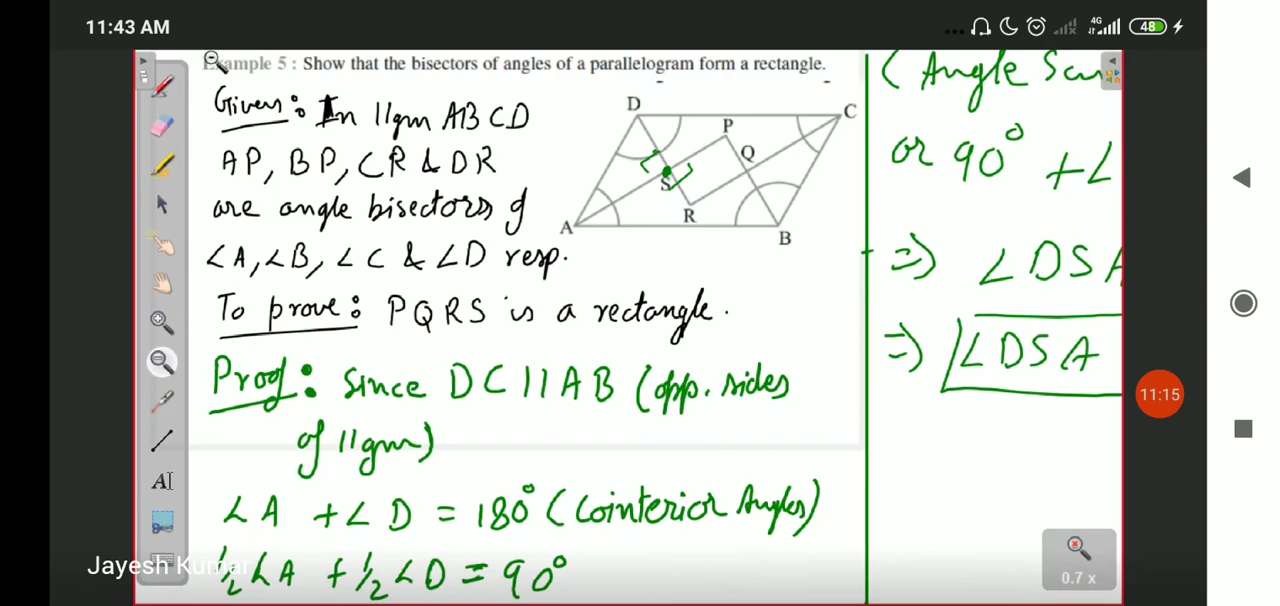 11:43 AM
4G
48
Example 5 : Show that the bisectors of angles of a parallelogram form a rectangle.
Given: In ||gm ABCD
AP, BP, CR & DR
are angle bisectors of
∠A, ∠B, ∠C & ∠D resp.
To prove: PQRS is a rectangle.
Proof: Since DC || AB (opp. sides
of ||gm)
∠A + ∠D = 180° (Cointerior Angles)
1/2 ∠A + 1/2 ∠D = 90°
D
C
P
Q
S
R
A
B
(Angle Sum
or 90° + ∠
=> ∠DSA
=> ∠DSA
11:15
0.7 x
AI
Jayesh Kumar